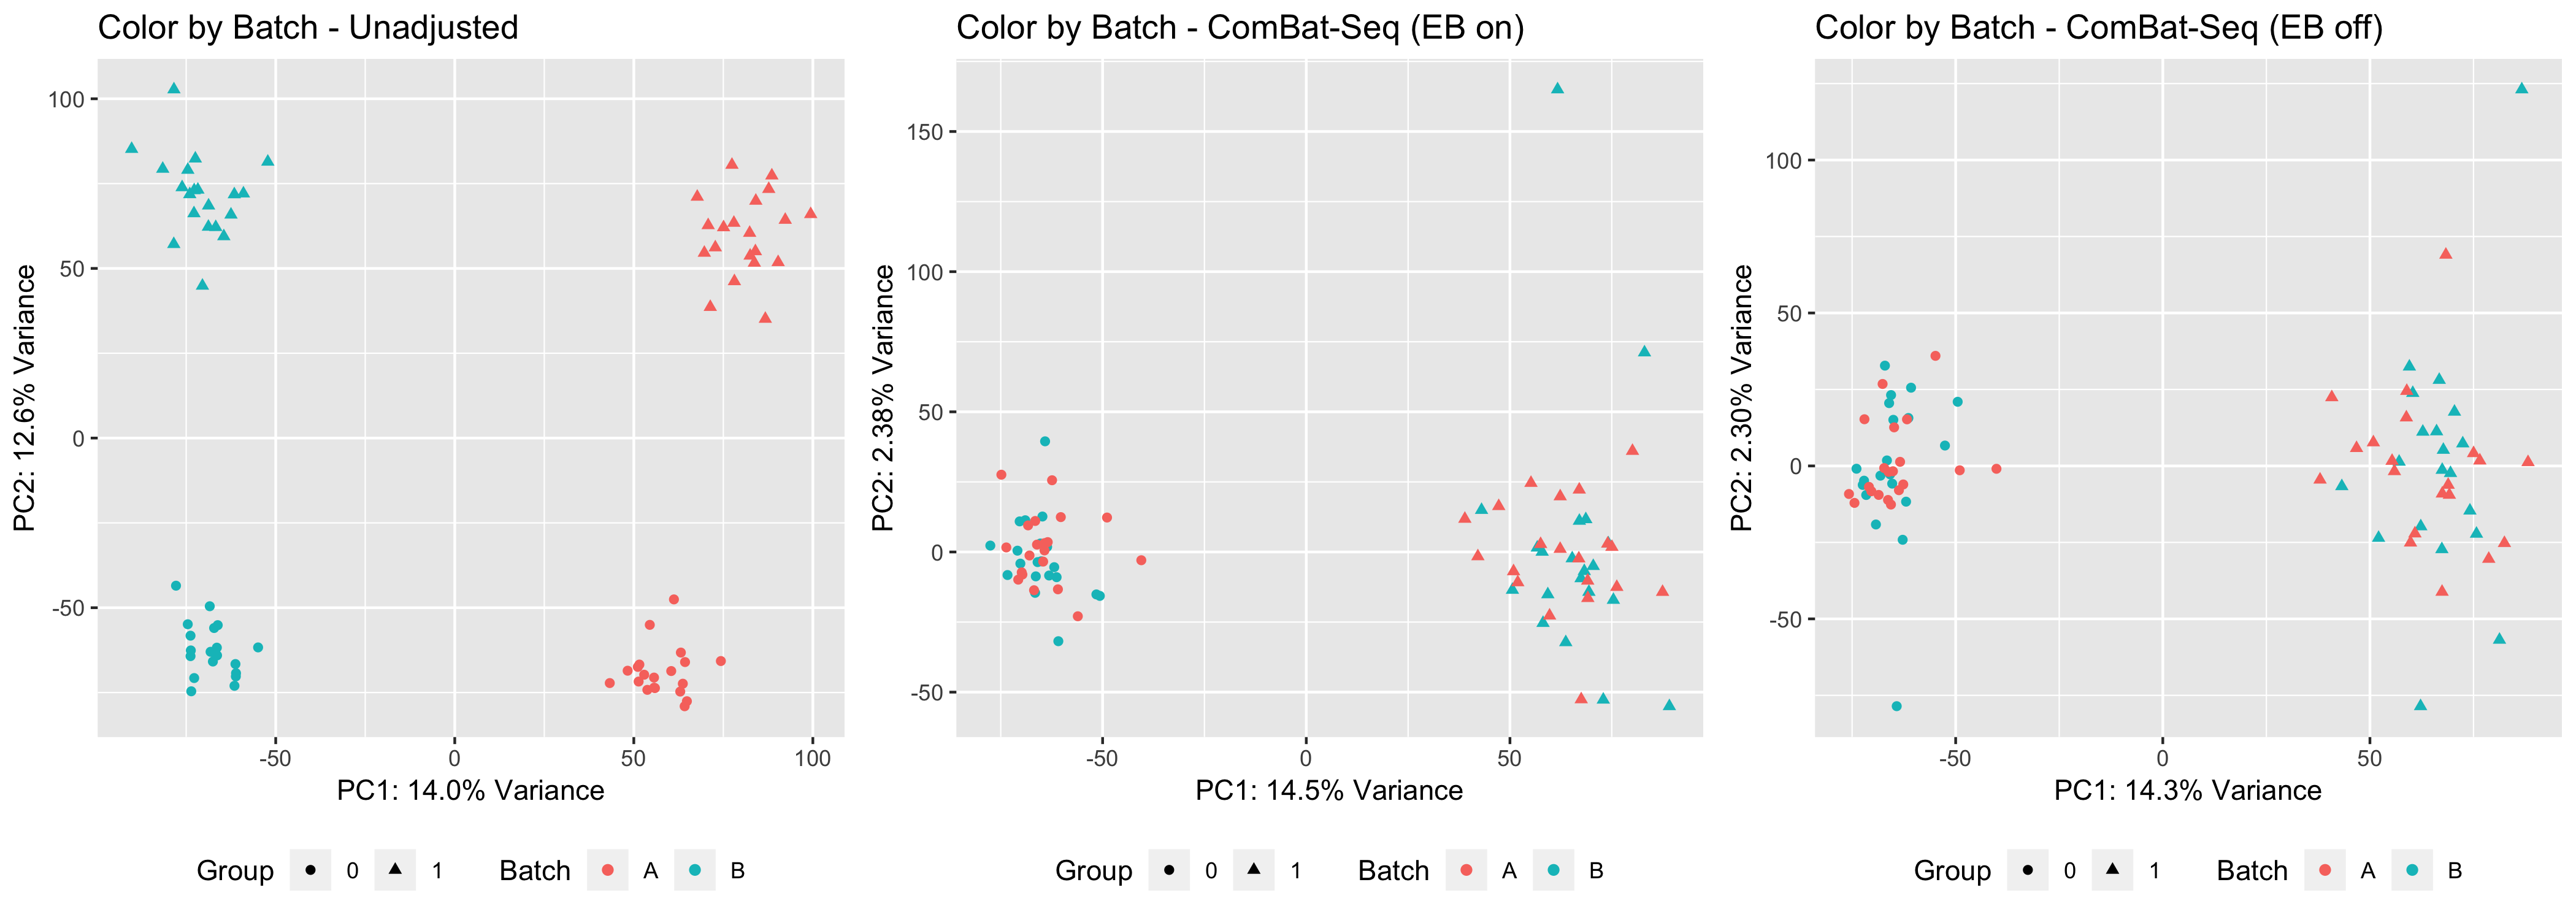 Color by Batch - Unadjusted
100
50
0
-50
PC2: 12.6% Variance
-50
0
50
100
PC1: 14.0% Variance
Group 0 1 Batch A B
Color by Batch - ComBat-Seq (EB on)
150
100
50
0
-50
PC2: 2.38% Variance
-50
0
50
PC1: 14.5% Variance
Group 0 1 Batch A B
Color by Batch - ComBat-Seq (EB off)
100
50
0
-50
PC2: 2.30% Variance
-50
0
50
PC1: 14.3% Variance
Group 0 1 Batch A B